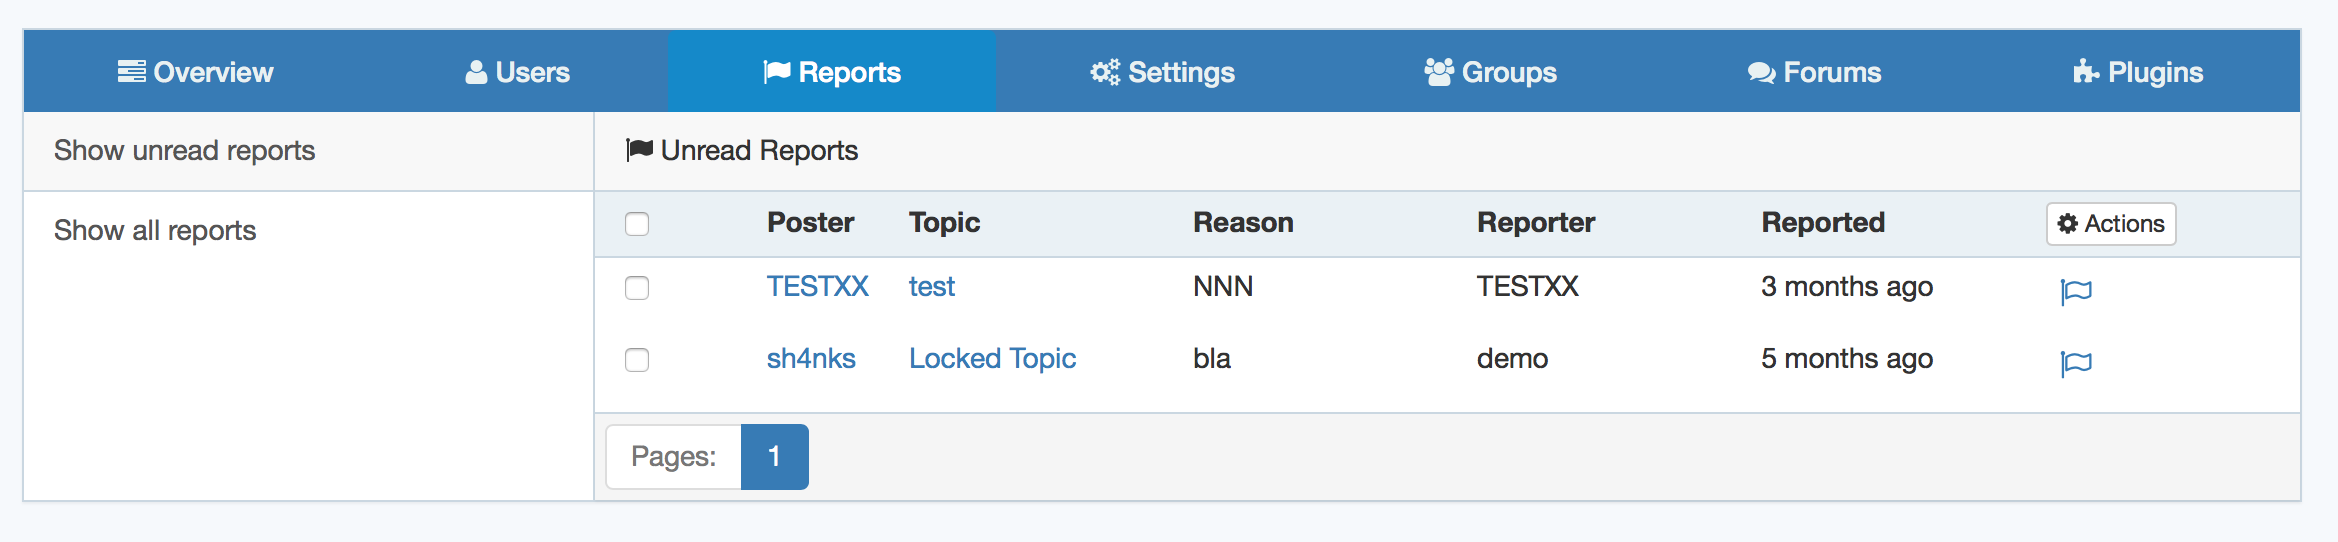 Overview Users Reports Settings Groups Forums Plugins
Show unread reports
Show all reports
Unread Reports
Poster Topic Reason Reporter Reported Actions
TESTXX test NNN TESTXX 3 months ago
sh4nks Locked Topic bla demo 5 months ago
Pages: 1